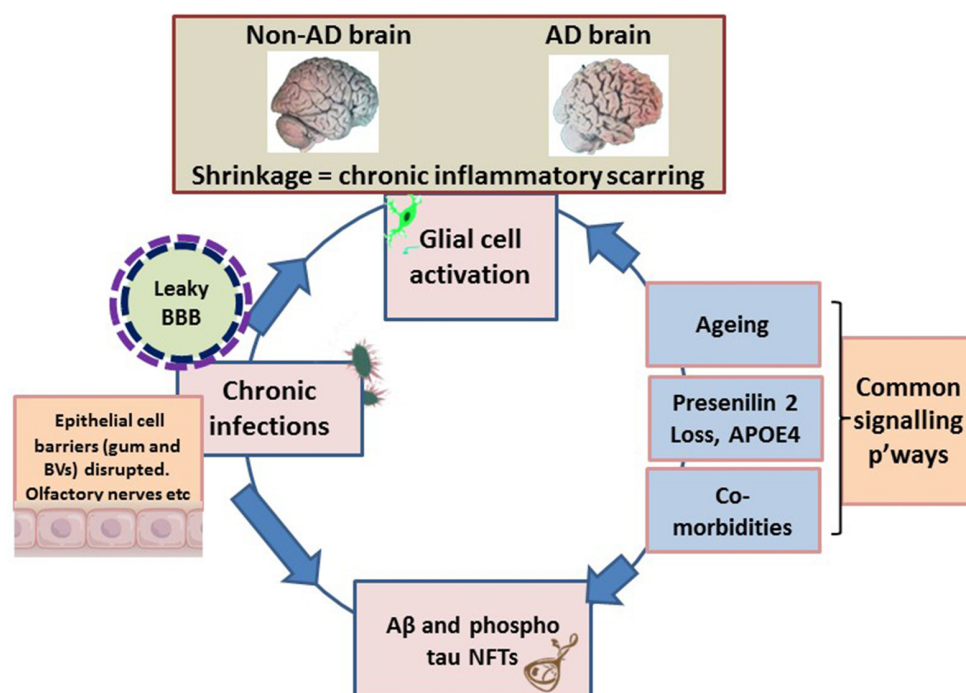 Non-AD brain
AD brain
Shrinkage = chronic inflammatory scarring
Glial cell
activation
Leaky
BBB
Chronic
infections
Epithelial cell
barriers (gum and
BVs) disrupted.
Olfactory nerves etc
Ageing
Presenilin 2
Loss, APOE4
Co-
morbidities
Common
signalling
p'ways
Aβ and phospho
tau NFTs